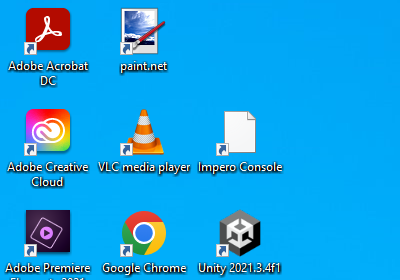 Adobe Acrobat
DC
paint.net
Adobe Creative
Cloud
VLC media player
Impero Console
Adobe Premiere
Google Chrome
Unity 2021.3.4f1